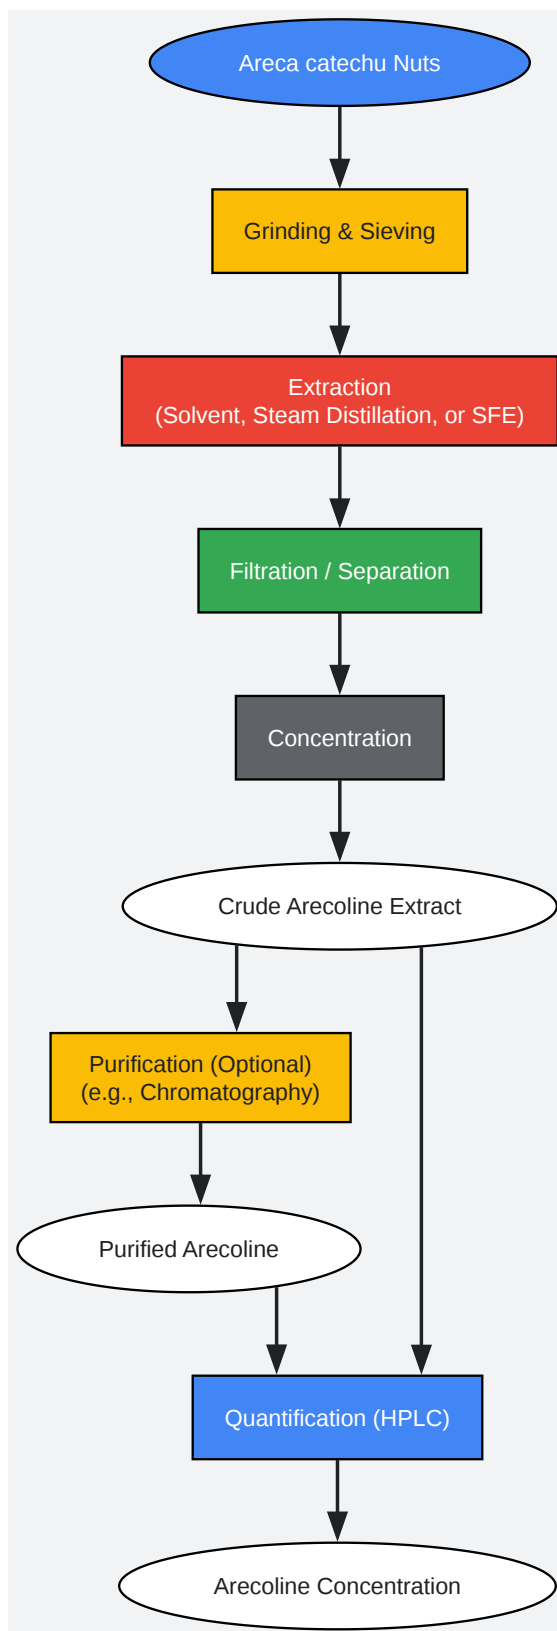 Areca catechu Nuts
Grinding & Sieving
Extraction
(Solvent, Steam Distillation, or SFE)
Filtration / Separation
Concentration
Crude Arecoline Extract
Purification (Optional)
(e.g., Chromatography)
Purified Arecoline
Quantification (HPLC)
Arecoline Concentration